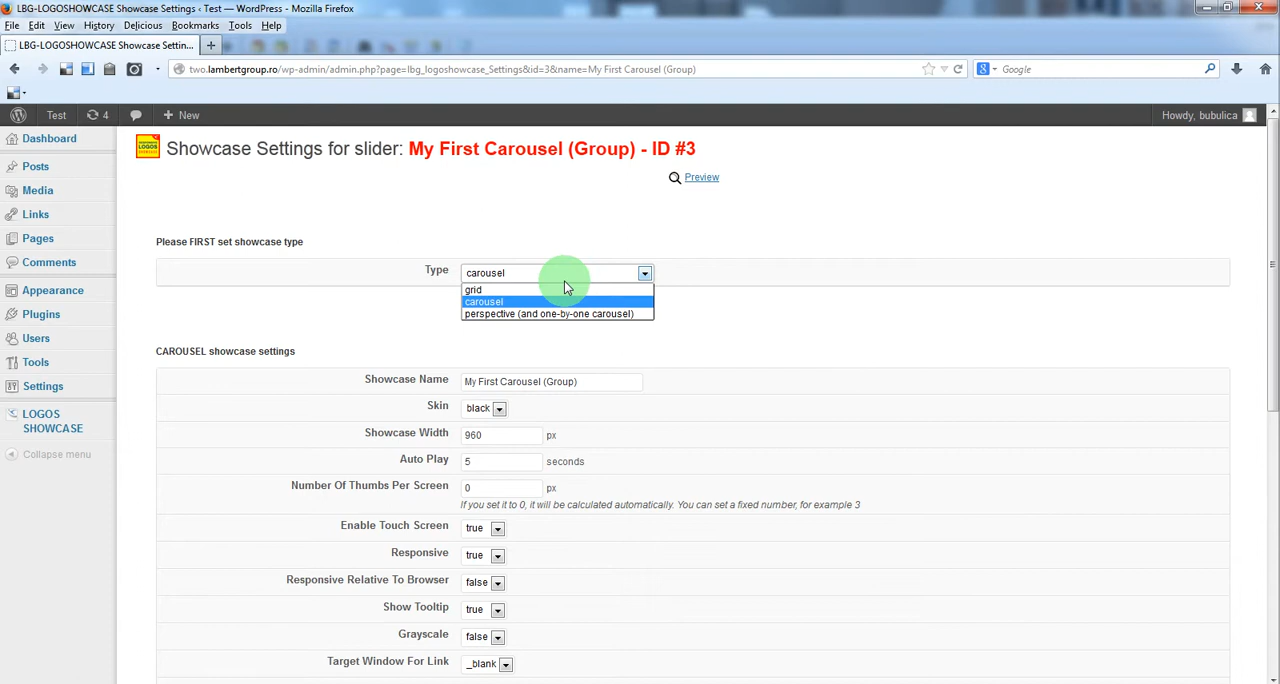 LBG-LOGOSHOWCASE Showcase Settings ‹ Test — WordPress - Mozilla Firefox
File Edit View History Delicious Bookmarks Tools Help
LBG-LOGOSHOWCASE Showcase Settin...
two.lambertgroup.ro/wp-admin/admin.php?page=lbg_logoshowcase_Settings&id=3&name=My First Carousel (Group)
Google
Test 4 New Howdy, bubulica
Dashboard
Posts
Media
Links
Pages
Comments
Appearance
Plugins
Users
Tools
Settings
LOGOS
SHOWCASE
Collapse menu
Showcase Settings for slider: My First Carousel (Group) - ID #3
Preview
Please FIRST set showcase type
Type carousel
grid
carousel
perspective (and one-by-one carousel)
CAROUSEL showcase settings
Showcase Name My First Carousel (Group)
Skin black
Showcase Width 960 px
Auto Play 5 seconds
Number Of Thumbs Per Screen 0 px
If you set it to 0, it will be calculated automatically. You can set a fixed number, for example 3
Enable Touch Screen true
Responsive true
Responsive Relative To Browser false
Show Tooltip true
Grayscale false
Target Window For Link _blank